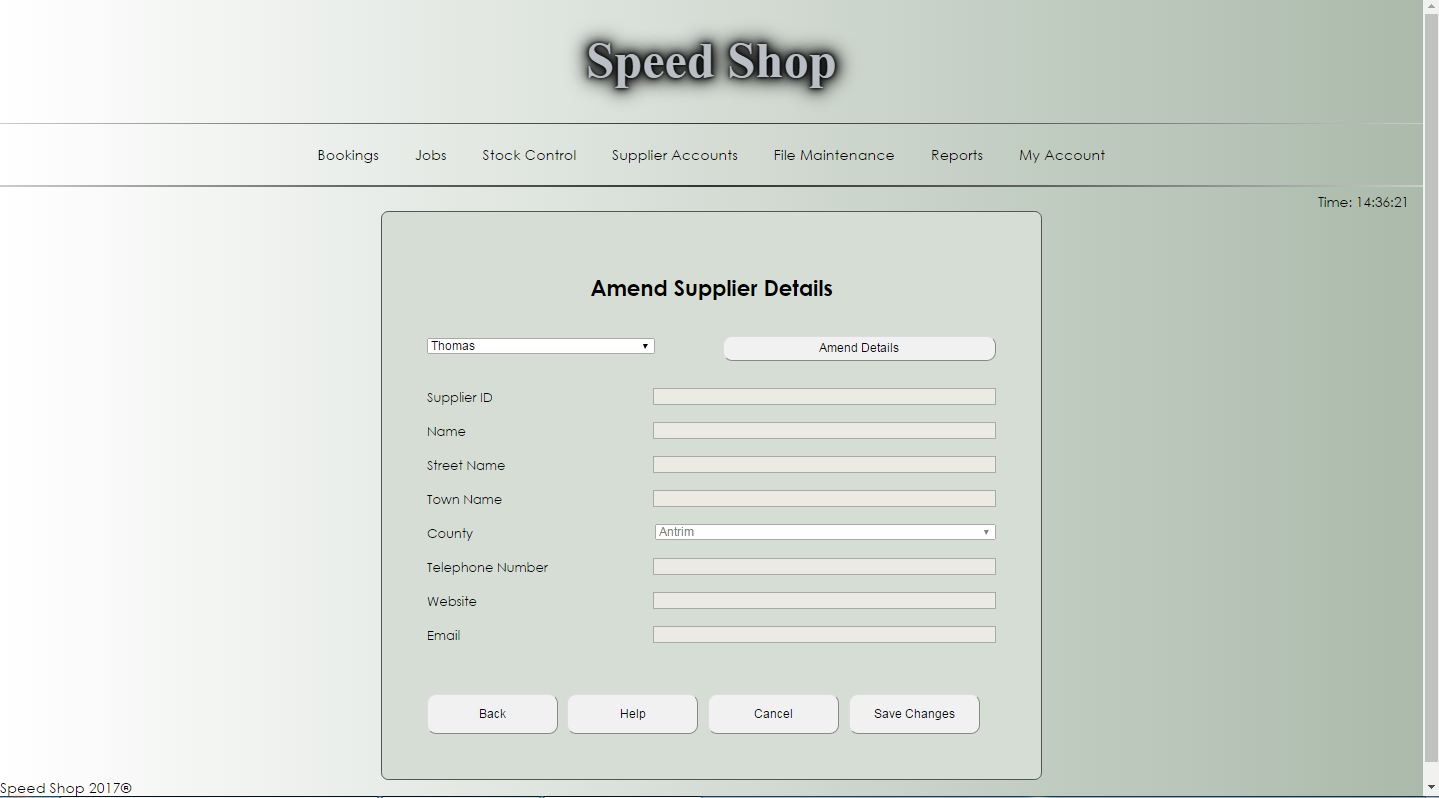 Speed Shop
Bookings Jobs Stock Control Supplier Accounts File Maintenance Reports My Account
Time: 14:36:21
Amend Supplier Details
Thomas Amend Details
Supplier ID
Name
Street Name
Town Name
County Antrim
Telephone Number
Website
Email
Back Help Cancel Save Changes
Speed Shop 2017®